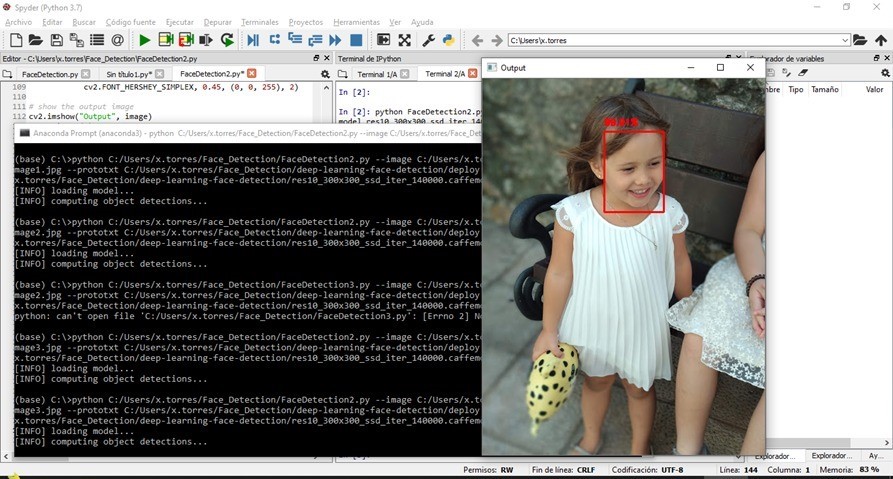 Spyder (Python 3.7)
Archivo Editar Buscar Código fuente Ejecutar Depurar Terminales Proyectos Herramientas Ver Ayuda
C:\Users\x.torres
Editor - C:\Users\x.torres\Face_Detection\FaceDetection2.py
Terminal de IPython
orador de variables
FaceDetection.py
Sin título1.py*
FaceDetection2.py*
Terminal 1/A
Terminal 2/A
Output
mbre Tipo Tamaño Valor
109 cv2.FONT_HERSHEY_SIMPLEX, 0.45, (0, 0, 255), 2)
110
111 # show the output image
112 cv2.imshow("Output", image)
In [2]:
In [2]: python FaceDetection2.p
Anaconda Prompt (anaconda3) - python C:/Users/x.torres/Face_Detection/FaceDetection2.py --image C:/Users/x.t
(base) C:\>python C:/Users/x.torres/Face_Detection/FaceDetection2.py --image C:/Users/x.t
mage1.jpg --prototxt C:/Users/x.torres/Face_Detection/deep-learning-face-detection/deploy
x.torres/Face_Detection/deep-learning-face-detection/res10_300x300_ssd_iter_140000.caffem
[INFO] loading model...
[INFO] computing object detections...
(base) C:\>python C:/Users/x.torres/Face_Detection/FaceDetection2.py --image C:/Users/x.t
mage2.jpg --prototxt C:/Users/x.torres/Face_Detection/deep-learning-face-detection/deploy
x.torres/Face_Detection/deep-learning-face-detection/res10_300x300_ssd_iter_140000.caffem
[INFO] loading model...
[INFO] computing object detections...
(base) C:\>python C:/Users/x.torres/Face_Detection/FaceDetection3.py --image C:/Users/x.t
mage2.jpg --prototxt C:/Users/x.torres/Face_Detection/deep-learning-face-detection/deploy
x.torres/Face_Detection/deep-learning-face-detection/res10_300x300_ssd_iter_140000.caffem
python: can't open file 'C:/Users/x.torres/Face_Detection/FaceDetection3.py': [Errno 2] N
(base) C:\>python C:/Users/x.torres/Face_Detection/FaceDetection2.py --image C:/Users/x.t
mage3.jpg --prototxt C:/Users/x.torres/Face_Detection/deep-learning-face-detection/deploy
x.torres/Face_Detection/deep-learning-face-detection/res10_300x300_ssd_iter_140000.caffem
[INFO] loading model...
[INFO] computing object detections...
(base) C:\>python C:/Users/x.torres/Face_Detection/FaceDetection2.py --image C:/Users/x.t
mage3.jpg --prototxt C:/Users/x.torres/Face_Detection/deep-learning-face-detection/deploy
x.torres/Face_Detection/deep-learning-face-detection/res10_300x300_ssd_iter_140000.caffem
[INFO] loading model...
[INFO] computing object detections...
Explorador... Explorador... Ay...
Permisos: RW Fin de línea: CRLF Codificación: UTF-8 Línea: 144 Columna: 1 Memoria: 83 %